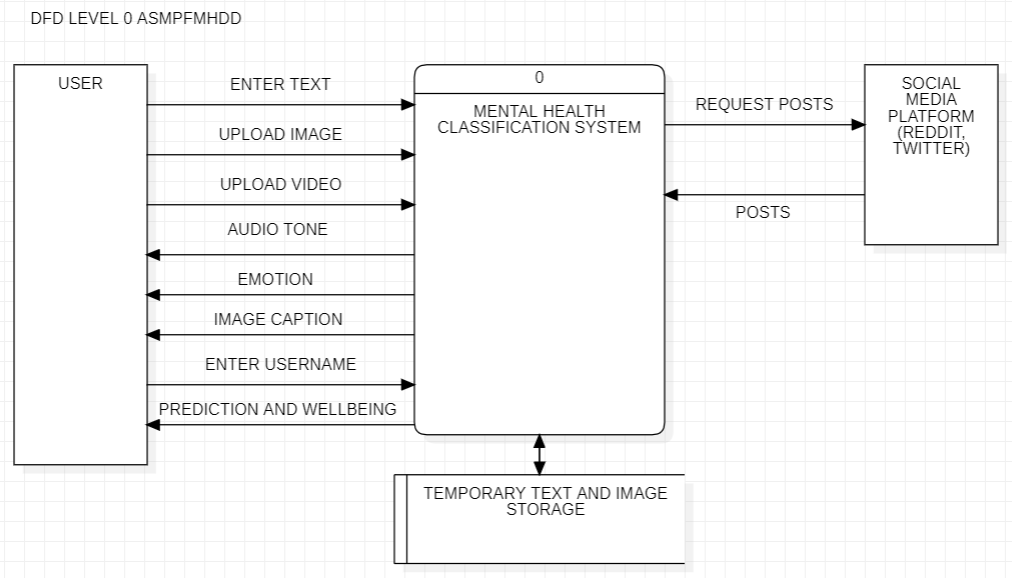 DFD LEVEL 0 ASMPFMHDD
USER
ENTER TEXT
UPLOAD IMAGE
UPLOAD VIDEO
AUDIO TONE
EMOTION
IMAGE CAPTION
ENTER USERNAME
PREDICTION AND WELLBEING
0
MENTAL HEALTH
CLASSIFICATION SYSTEM
REQUEST POSTS
POSTS
SOCIAL
MEDIA
PLATFORM
(REDDIT,
TWITTER)
TEMPORARY TEXT AND IMAGE
STORAGE